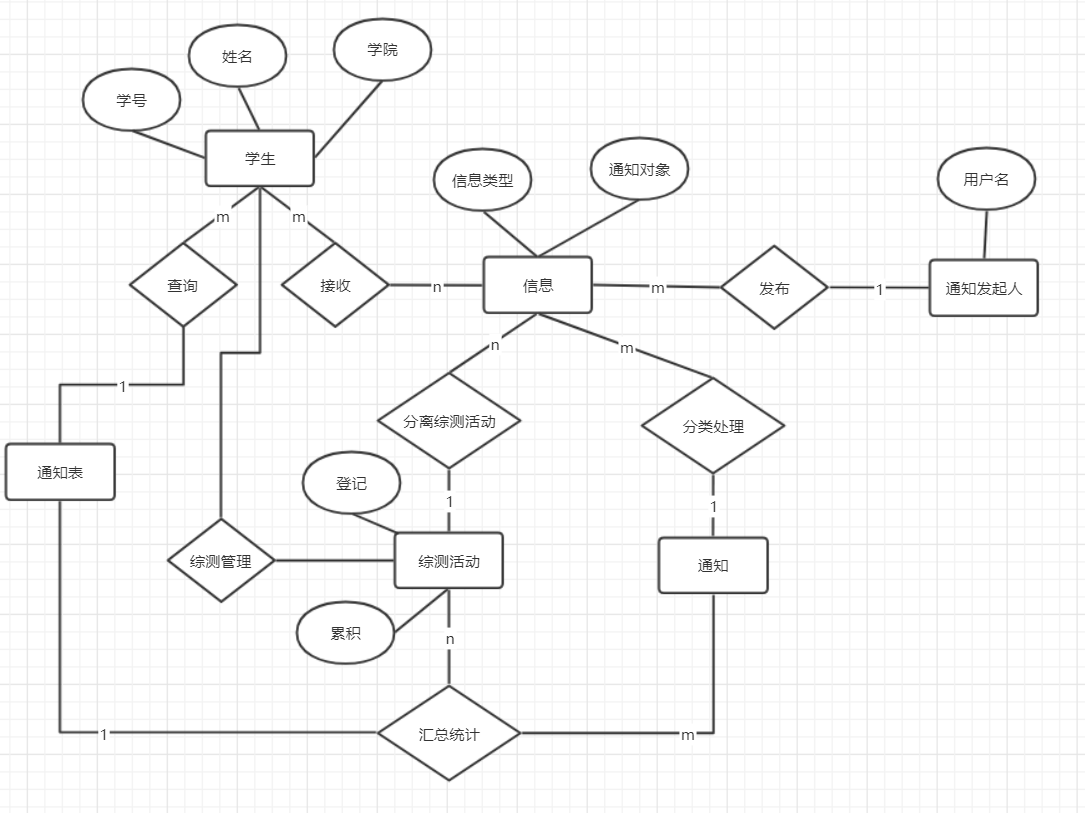 学院
姓名
学号
学生
通知对象
信息类型
用户名
m
m
查询
接收
n
信息
m
发布
1
通知发起人
n
m
1
分离综测活动
分类处理
通知表
登记
1
1
综测管理
综测活动
通知
累积
n
1
汇总统计
m